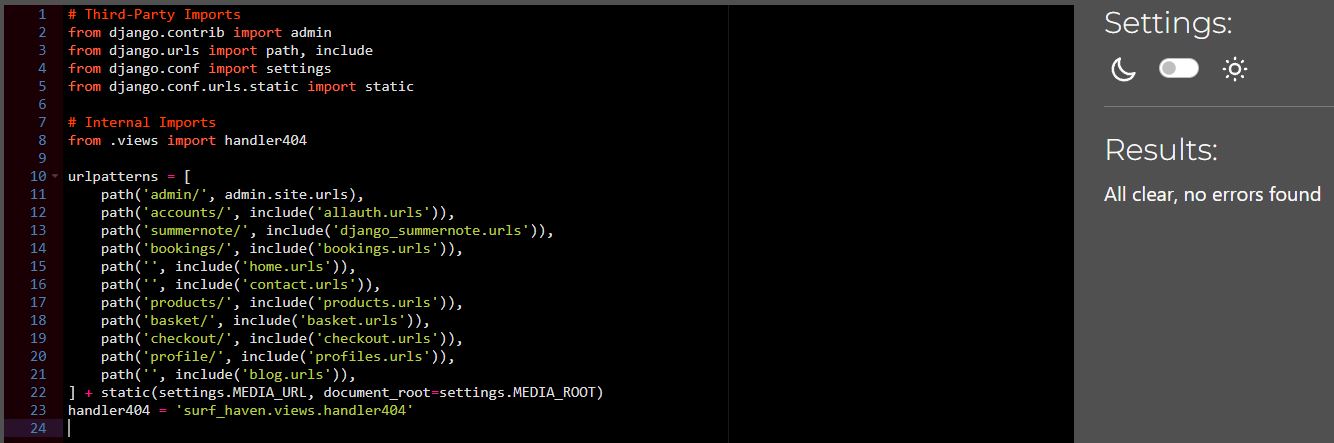 1 # Third-Party Imports
2 from django.contrib import admin
3 from django.urls import path, include
4 from django.conf import settings
5 from django.conf.urls.static import static
6
7 # Internal Imports
8 from .views import handler404
9
10 urlpatterns = [
11     path('admin/', admin.site.urls),
12     path('accounts/', include('allauth.urls')),
13     path('summernote/', include('django_summernote.urls')),
14     path('bookings/', include('bookings.urls')),
15     path('', include('home.urls')),
16     path('', include('contact.urls')),
17     path('products/', include('products.urls')),
18     path('basket/', include('basket.urls')),
19     path('checkout/', include('checkout.urls')),
20     path('profile/', include('profiles.urls')),
21     path('', include('blog.urls')),
22 ] + static(settings.MEDIA_URL, document_root=settings.MEDIA_ROOT)
23 handler404 = 'surf_haven.views.handler404'
24
Settings:
Results:
All clear, no errors found